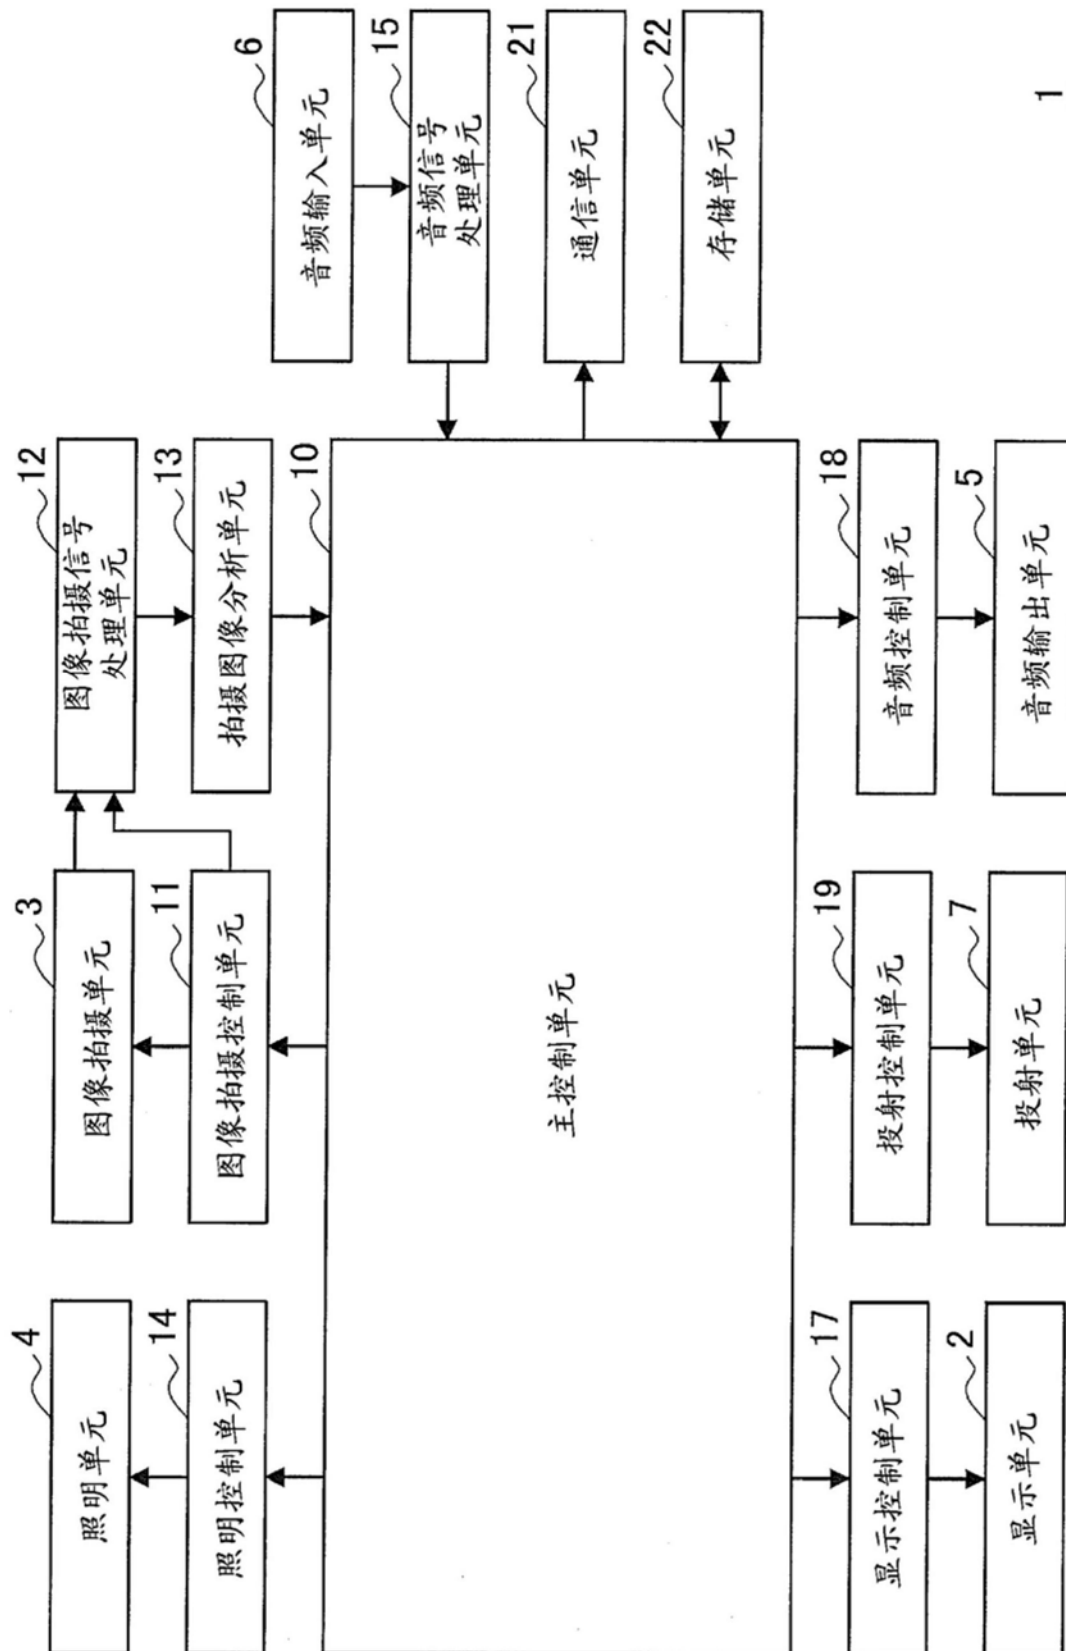 照明单元
4
照明控制单元
14
图像拍摄单元
3
图像拍摄控制单元
11
图像拍摄信号
处理单元
12
拍摄图像分析单元
13
主控制单元
10
音频输入单元
6
音频信号
处理单元
15
通信单元
21
存储单元
22
显示控制单元
17
显示单元
2
投射控制单元
19
投射单元
7
音频控制单元
18
音频输出单元
5
1